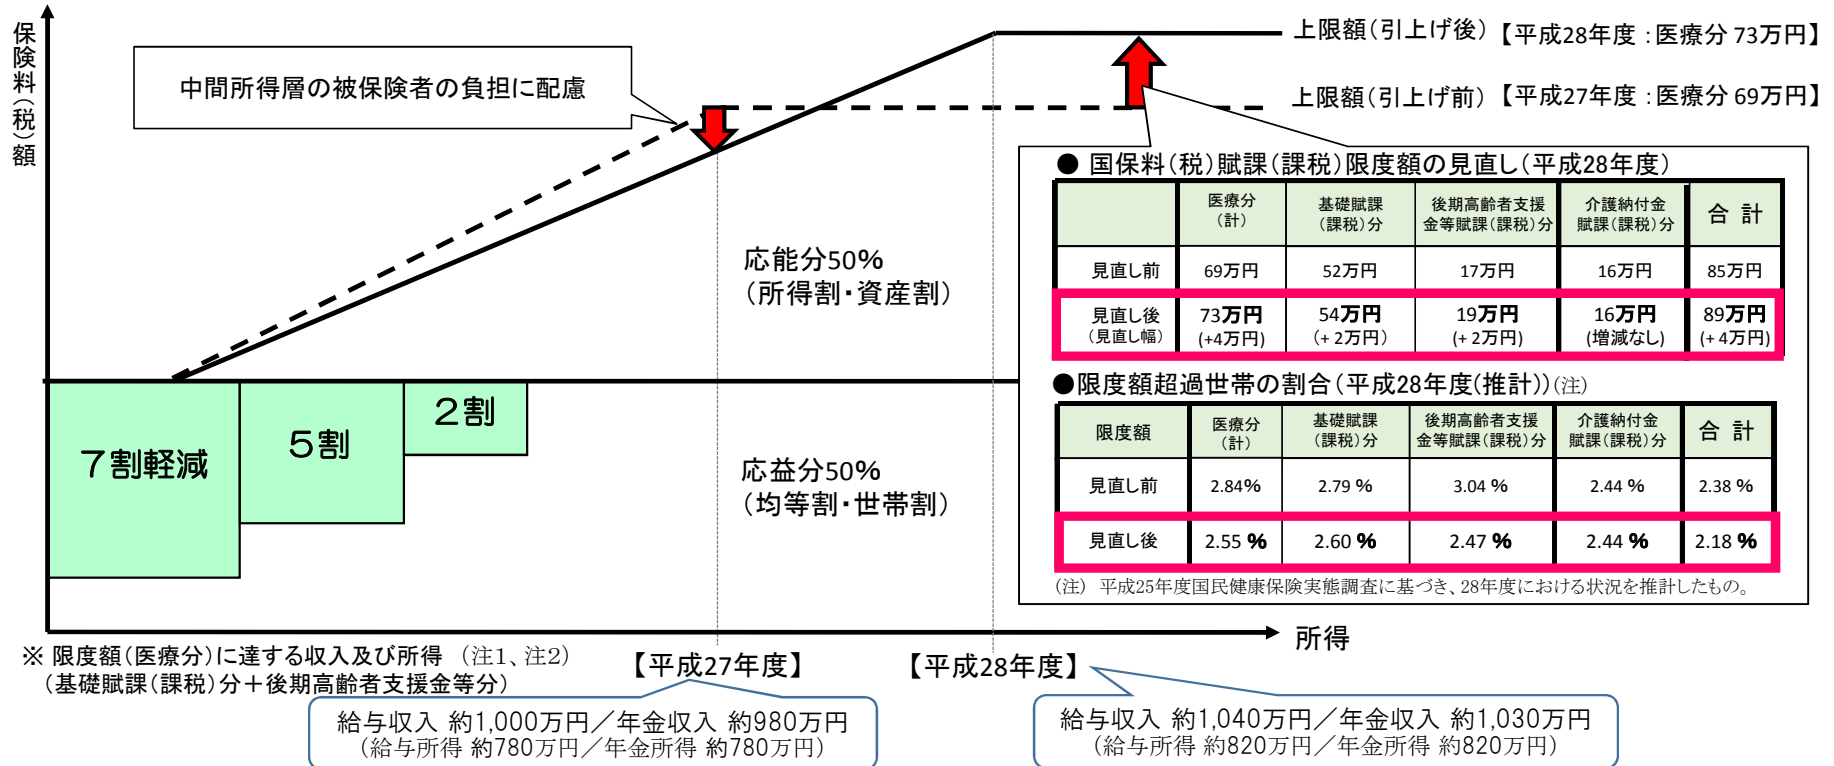 保険料(税)額
中間所得層の被保険者の負担に配慮
上限額(引上げ後)【平成28年度：医療分 73万円】
上限額(引上げ前)【平成27年度：医療分 69万円】
● 国保料(税)賦課(課税)限度額の見直し(平成28年度)
医療分(計) 基礎賦課(課税)分 後期高齢者支援金等賦課(課税)分 介護納付金賦課(課税)分 合 計
見直し前 69万円 52万円 17万円 16万円 85万円
見直し後 73万円 54万円 19万円 16万円 89万円
(見直し幅) (+4万円) (+ 2万円) (+ 2万円) (増減なし) (+ 4万円)
●限度額超過世帯の割合(平成28年度(推計))(注)
限度額 医療分(計) 基礎賦課(課税)分 後期高齢者支援金等賦課(課税)分 介護納付金賦課(課税)分 合 計
見直し前 2.84% 2.79 % 3.04 % 2.44 % 2.38 %
見直し後 2.55 % 2.60 % 2.47 % 2.44 % 2.18 %
(注) 平成25年度国民健康保険実態調査に基づき、28年度における状況を推計したもの。
応能分50%
(所得割・資産割)
7割軽減
5割
2割
応益分50%
(均等割・世帯割)
所得
※ 限度額(医療分)に達する収入及び所得 (注1、注2)
(基礎賦課(課税)分＋後期高齢者支援金等分)
【平成27年度】
【平成28年度】
給与収入 約1,000万円／年金収入 約980万円
(給与所得 約780万円／年金所得 約780万円)
給与収入 約1,040万円／年金収入 約1,030万円
(給与所得 約820万円／年金所得 約820万円)